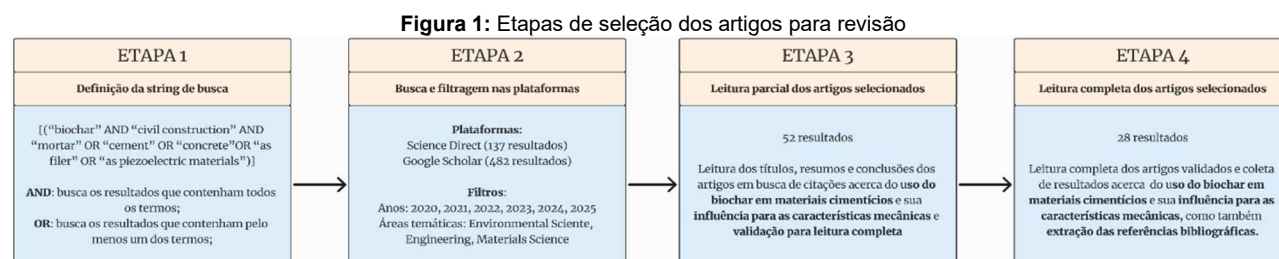 Figura 1: Etapas de seleção dos artigos para revisão
ETAPA 1
Definição da string de busca
[(“biochar” AND “civil construction” AND
“mortar” OR “cement” OR “concrete”OR “as
filer” OR “as piezoelectric materials”)]
AND: busca os resultados que contenham todos
os termos;
OR: busca os resultados que contenham pelo
menos um dos termos;
ETAPA 2
Busca e filtragem nas plataformas
Plataformas:
Science Direct (137 resultados)
Google Scholar (482 resultados)
Filtros:
Anos: 2020, 2021, 2022, 2023, 2024, 2025
Áreas temáticas: Environmental Sciente,
Engineering, Materials Science
ETAPA 3
Leitura parcial dos artigos selecionados
52 resultados
Leitura dos títulos, resumos e conclusões dos
artigos em busca de citações acerca do uso do
biochar em materiais cimentícios e sua
influência para as características mecânicas e
validação para leitura completa
ETAPA 4
Leitura completa dos artigos selecionados
28 resultados
Leitura completa dos artigos validados e coleta
de resultados acerca do uso do biochar em
materiais cimentícios e sua influência para as
características mecânicas, como também
extração das referências bibliográficas.